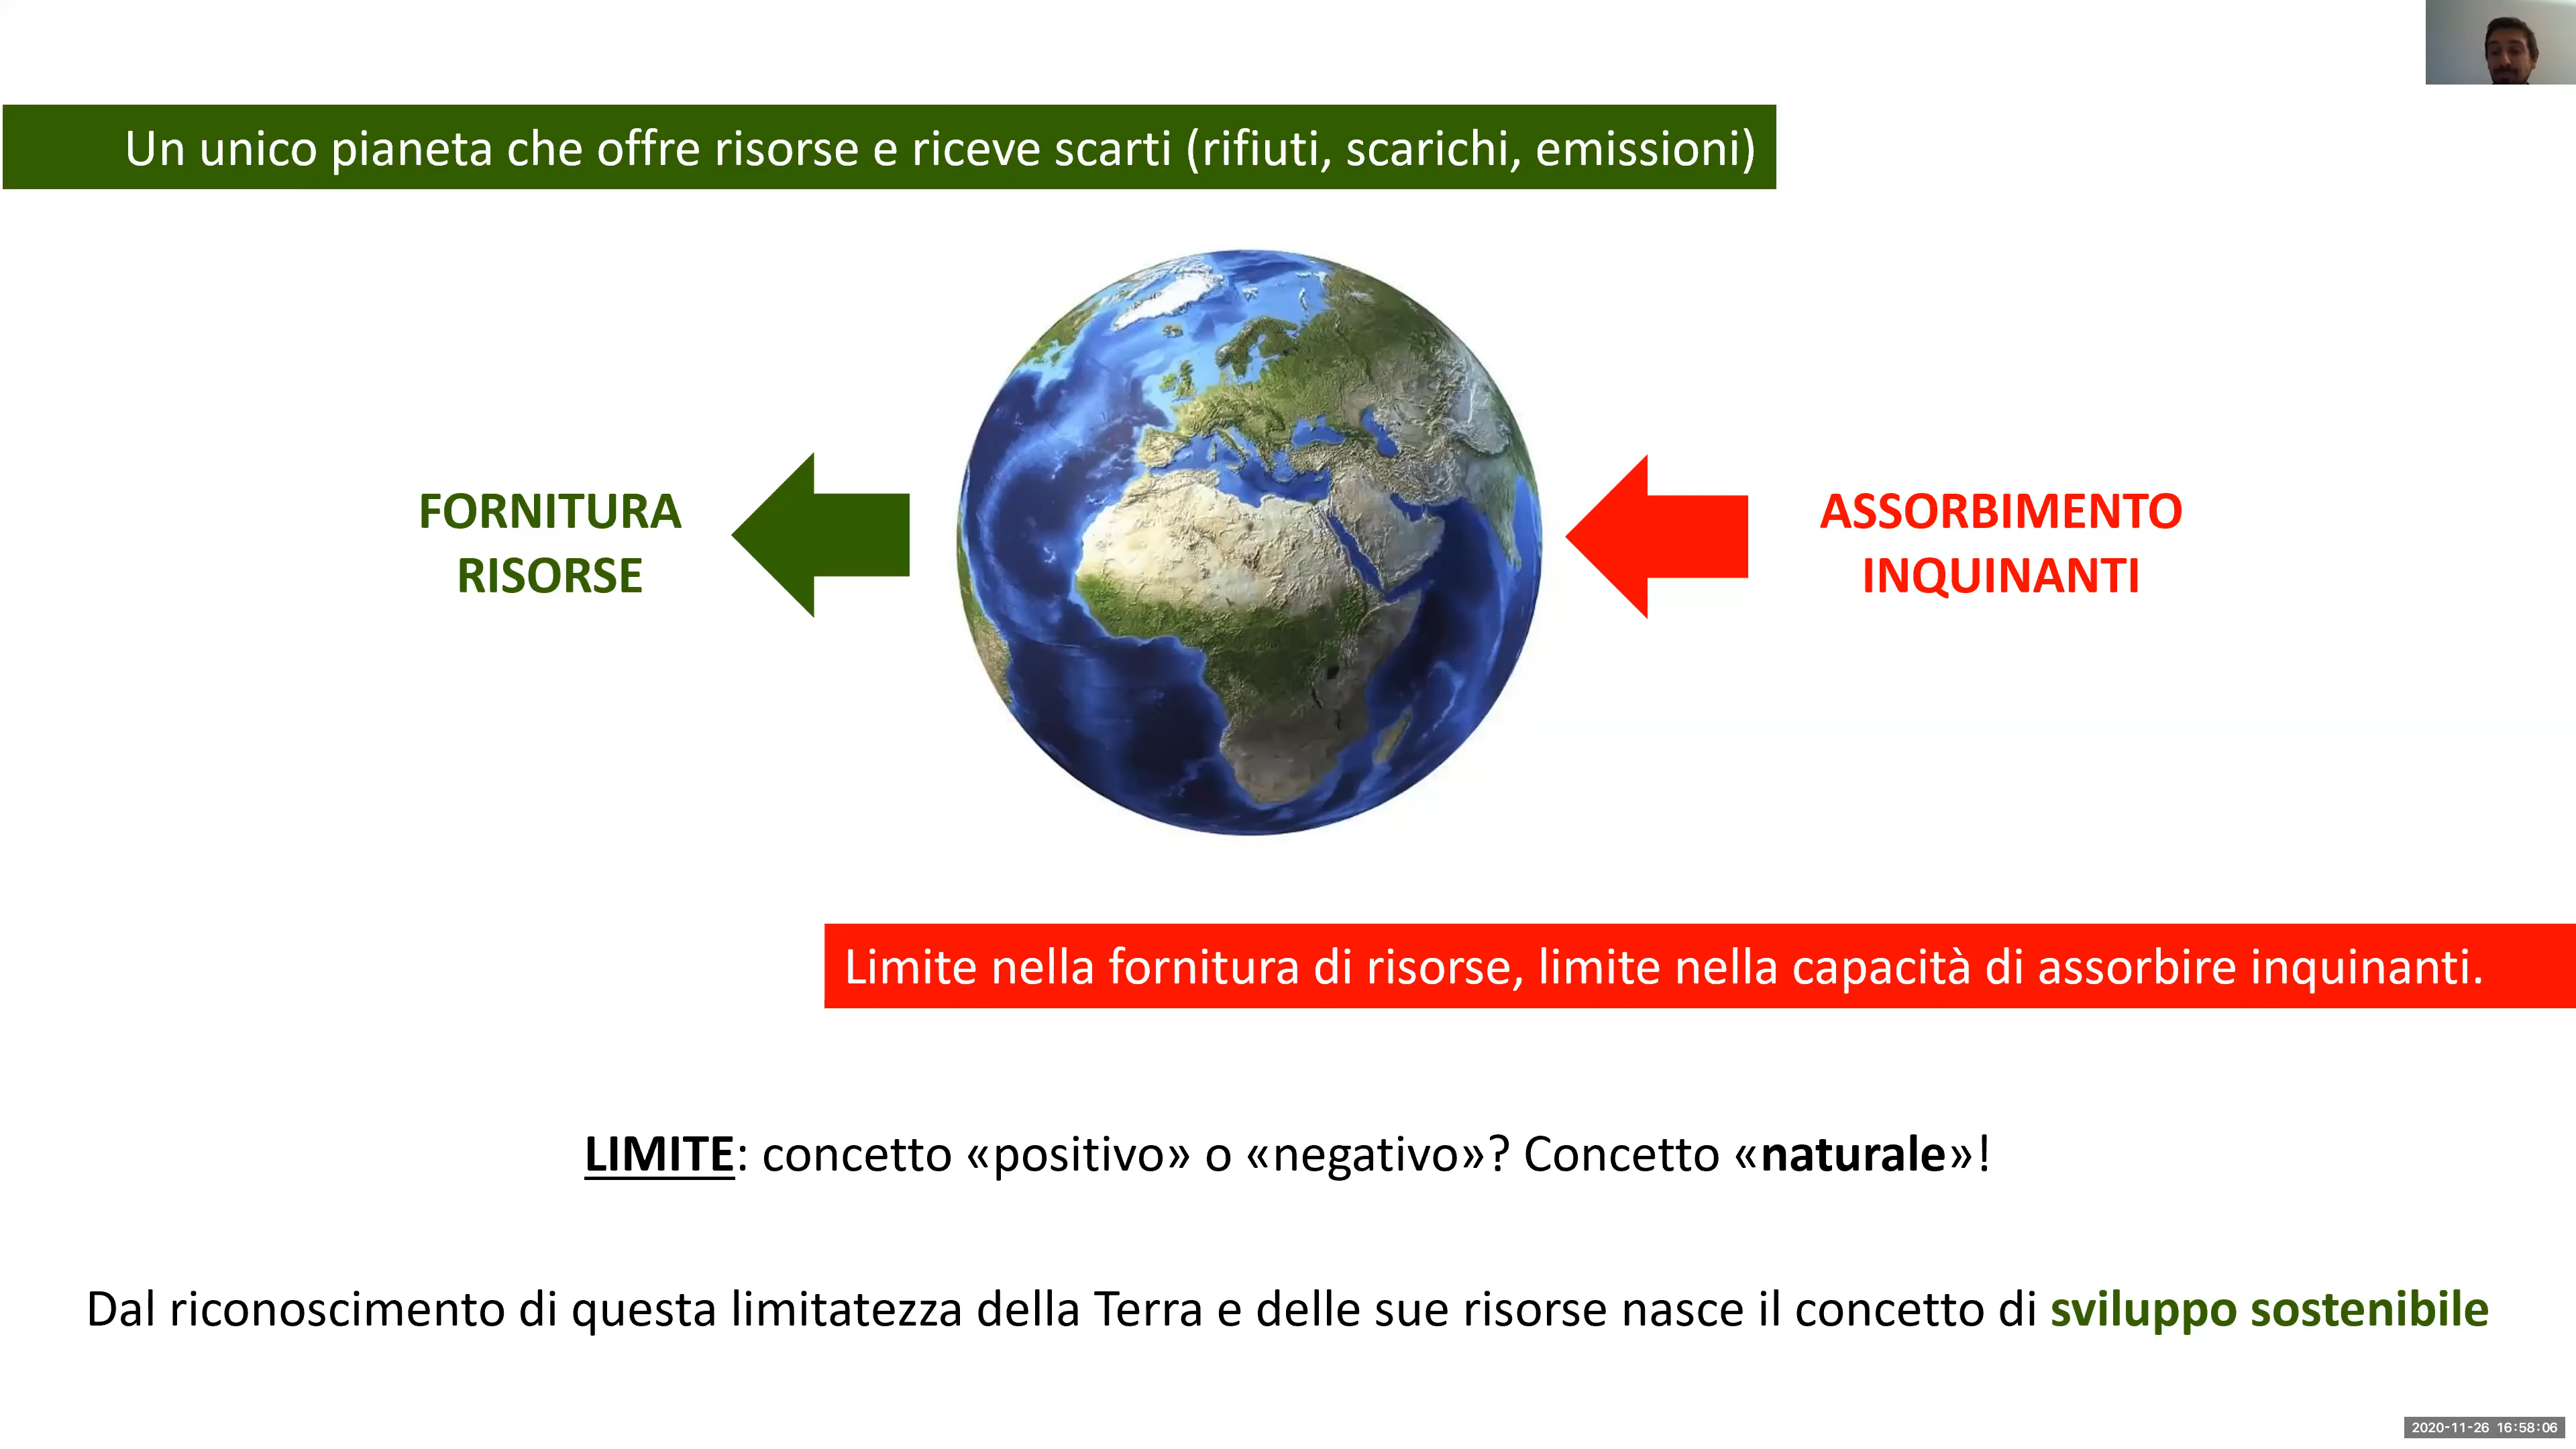 Un unico pianeta che offre risorse e riceve scarti (rifiuti, scarichi, emissioni)
FORNITURA
RISORSE
ASSORBIMENTO
INQUINANTI
Limite nella fornitura di risorse, limite nella capacità di assorbire inquinanti.
LIMITE: concetto «positivo» o «negativo»? Concetto «naturale»!
Dal riconoscimento di questa limitatezza della Terra e delle sue risorse nasce il concetto di sviluppo sostenibile
2020-11-26 16:58:06